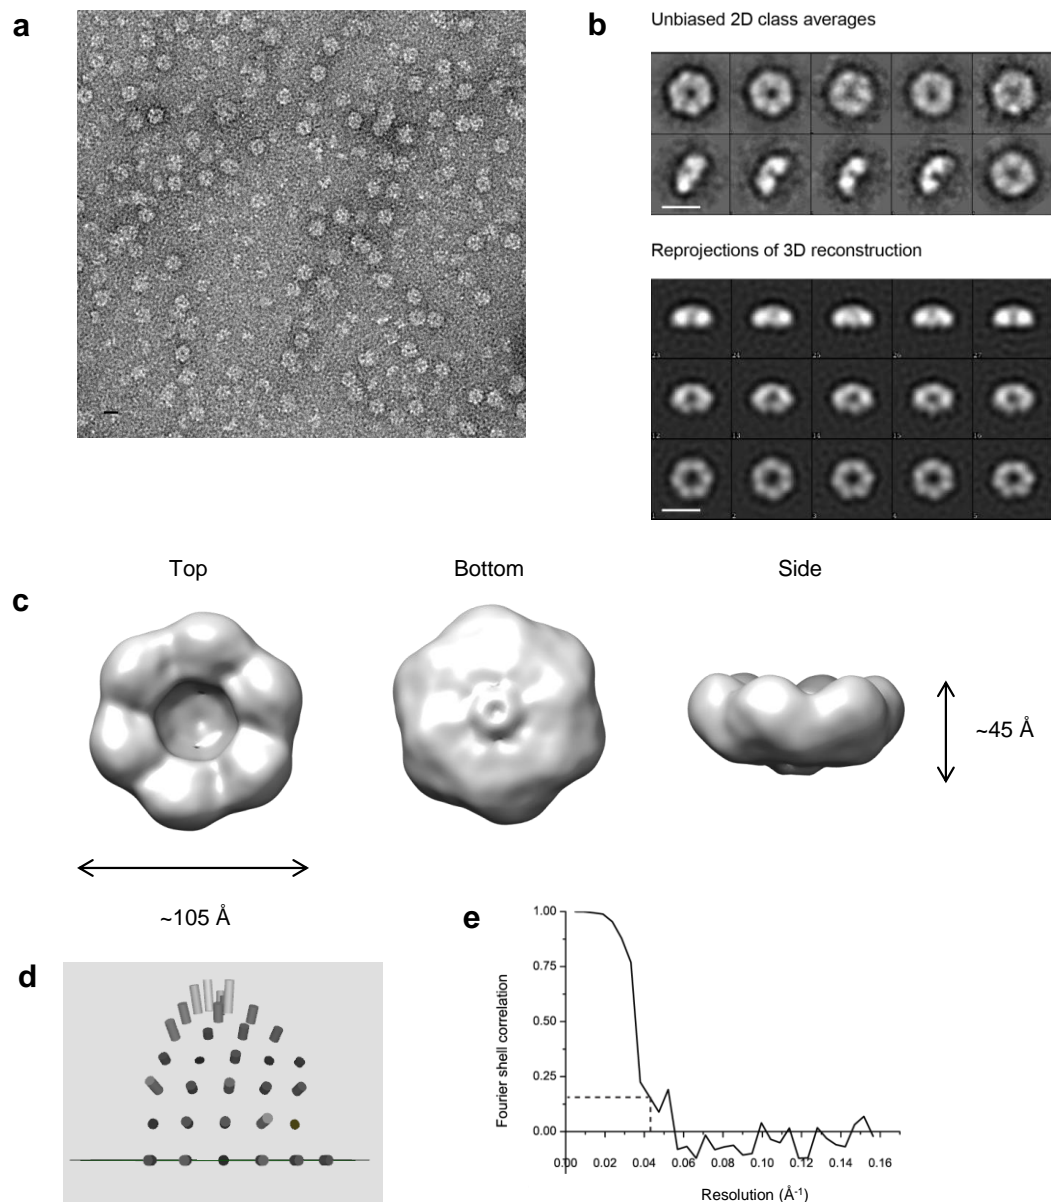 a
b
Unbiased 2D class averages
Reprojections of 3D reconstruction
23 24 25 26 27
12 13 14 15 16
1 2 3 4 5
c
Top Bottom Side
~45 Å
~105 Å
d
e
Fourier shell correlation
1.00
0.75
0.50
0.25
0.00
0.00 0.02 0.04 0.06 0.08 0.10 0.12 0.14 0.16
Resolution (Å⁻¹)